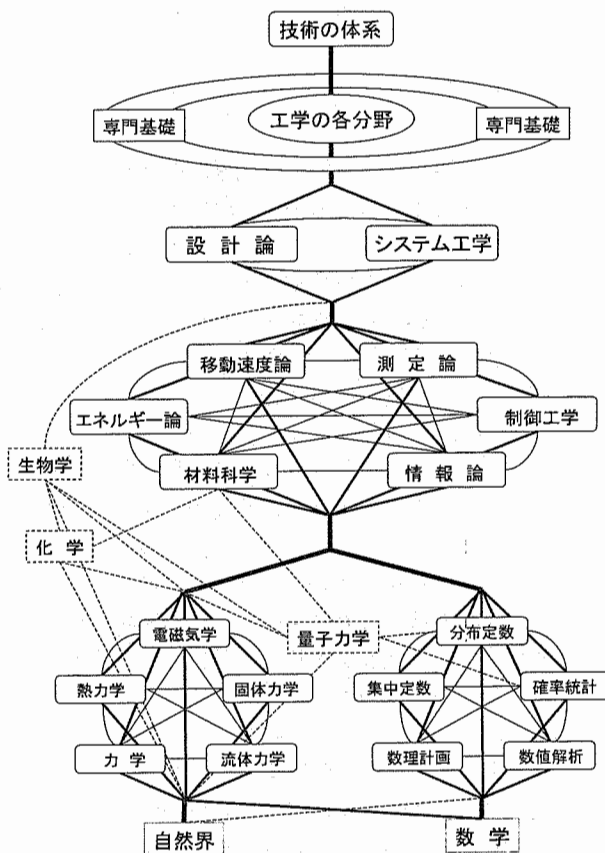 技術の体系
専門基礎
工学の各分野
専門基礎
設計論
システム工学
移動速度論
測定論
エネルギー論
制御工学
生物学
材料科学
情報論
化学
電磁気学
量子力学
分布定数
熱力学
固体力学
集中定数
確率統計
力学
流体力学
数理計画
数値解析
自然界
数学